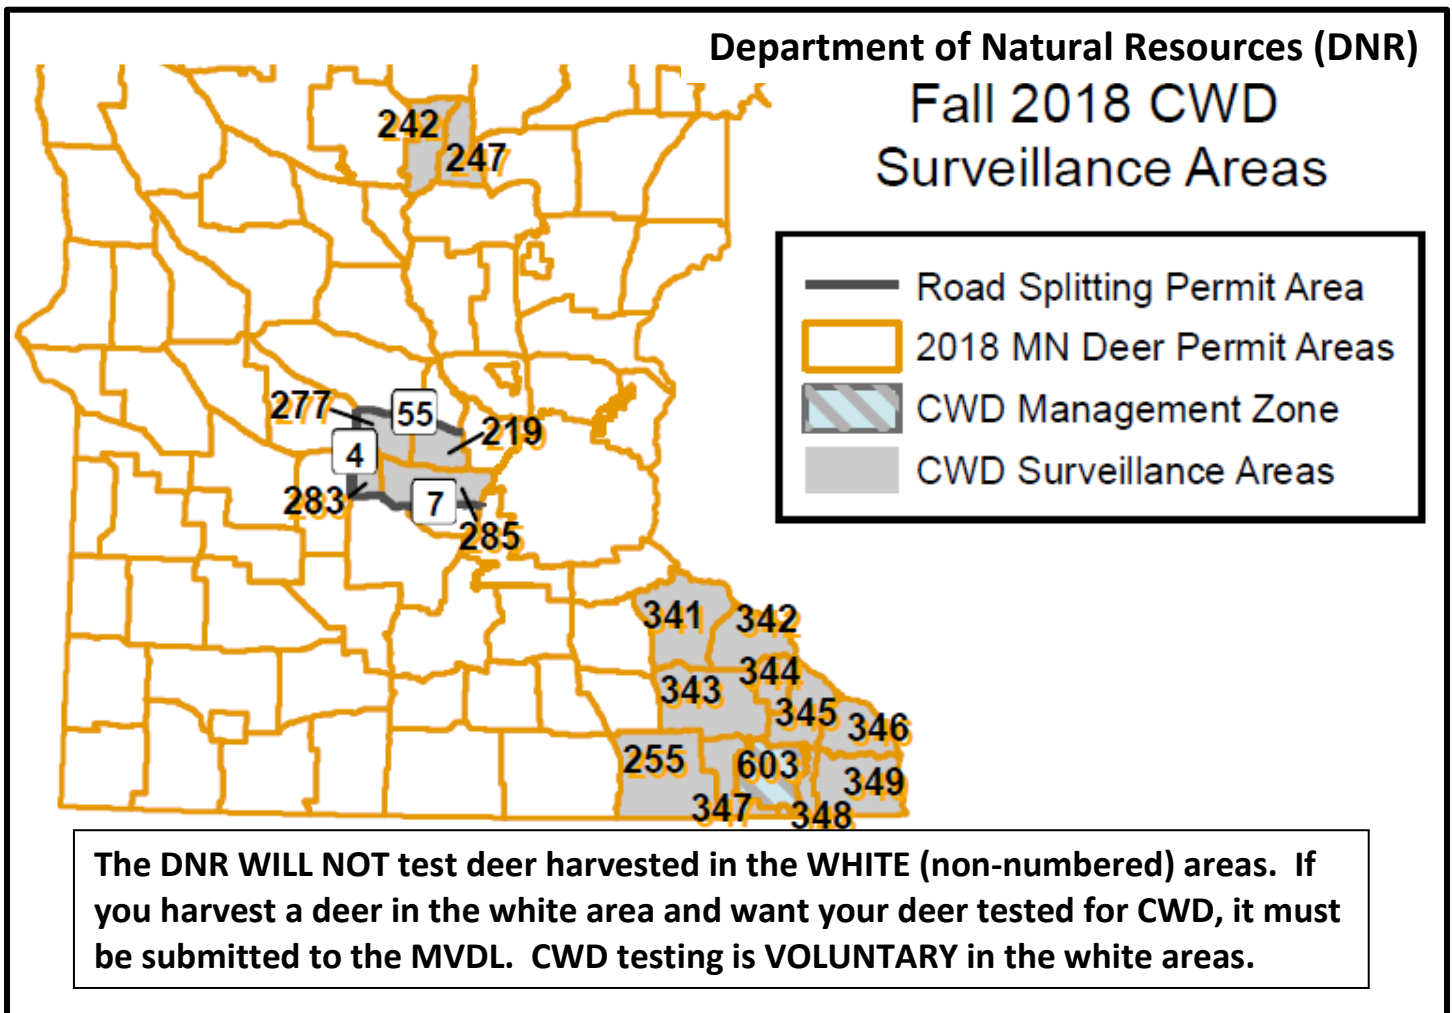 Department of Natural Resources (DNR)
Fall 2018 CWD
Surveillance Areas
Road Splitting Permit Area
2018 MN Deer Permit Areas
CWD Management Zone
CWD Surveillance Areas
242
247
277
55
219
4
283
7
285
341
342
344
343
345
346
255
603
349
347
348
The DNR WILL NOT test deer harvested in the WHITE (non-numbered) areas. If
you harvest a deer in the white area and want your deer tested for CWD, it must
be submitted to the MVDL. CWD testing is VOLUNTARY in the white areas.